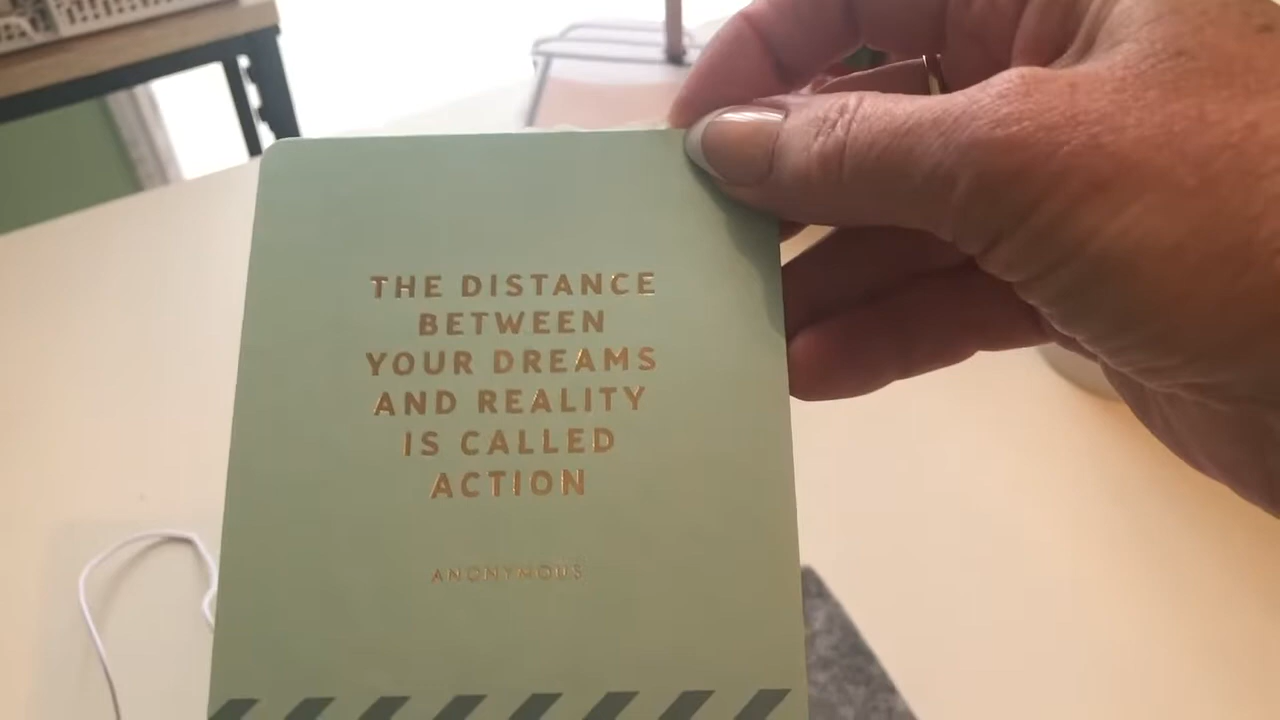 THE DISTANCE
BETWEEN
YOUR DREAMS
AND REALITY
IS CALLED
ACTION
ANONYMOUS